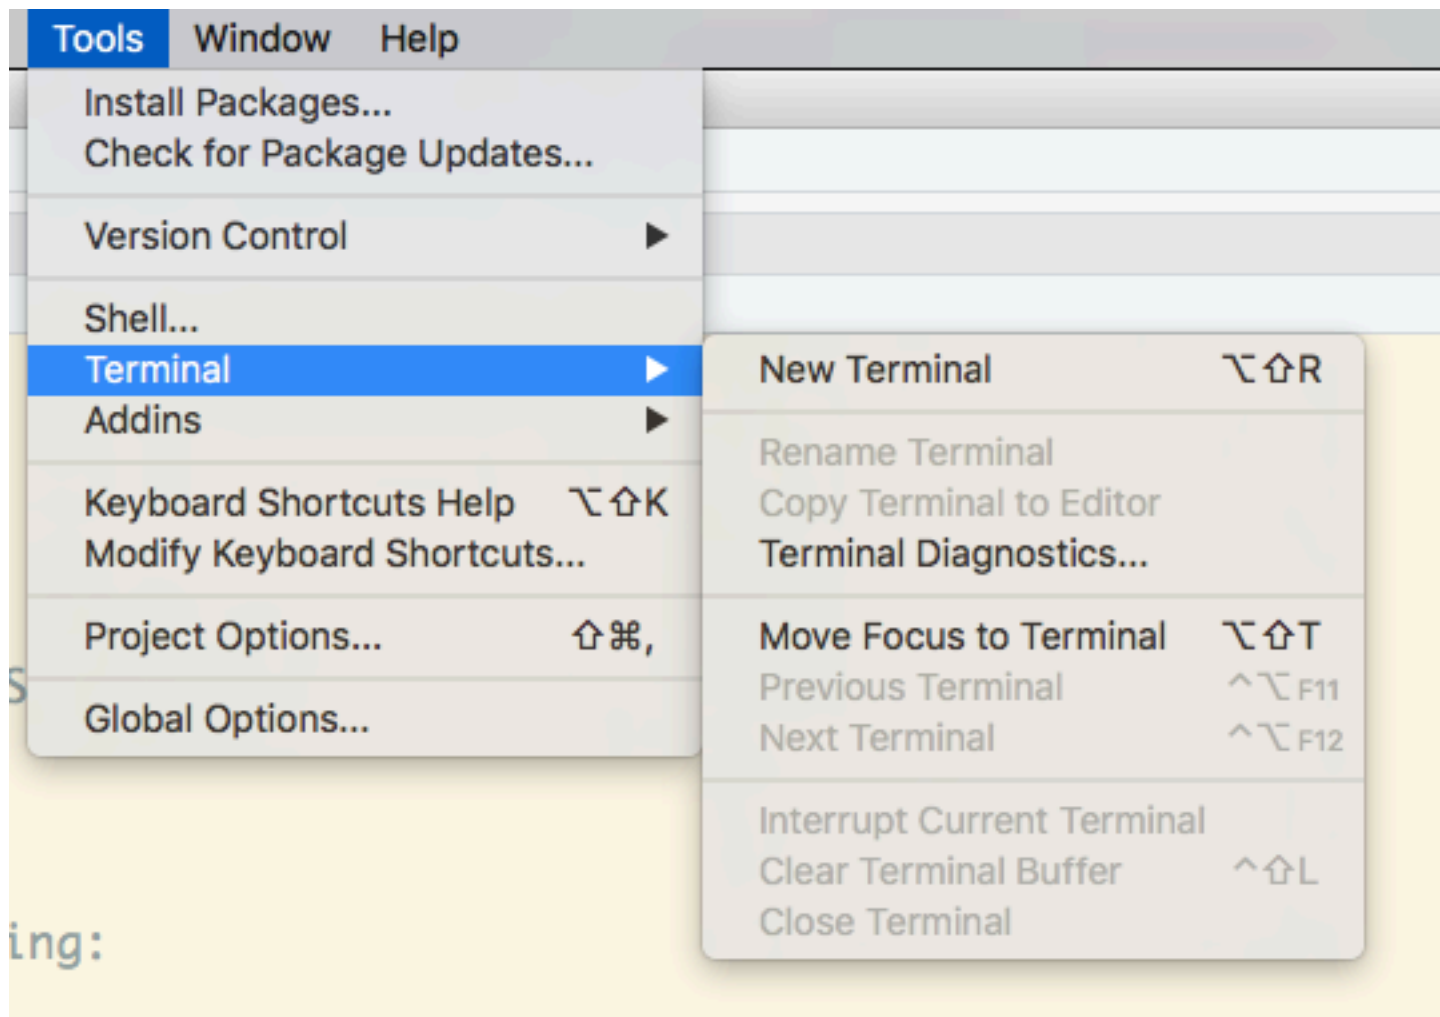 Tools Window Help
Install Packages...
Check for Package Updates...
Version Control ▶
Shell...
Terminal ▶
Addins ▶
Keyboard Shortcuts Help ⌥⇧K
Modify Keyboard Shortcuts...
Project Options... ⇧⌘,
Global Options...
New Terminal ⌥⇧R
Rename Terminal
Copy Terminal to Editor
Terminal Diagnostics...
Move Focus to Terminal ⌥⇧T
Previous Terminal ^⌥F11
Next Terminal ^⌥F12
Interrupt Current Terminal
Clear Terminal Buffer ^⇧L
Close Terminal
s
ing: